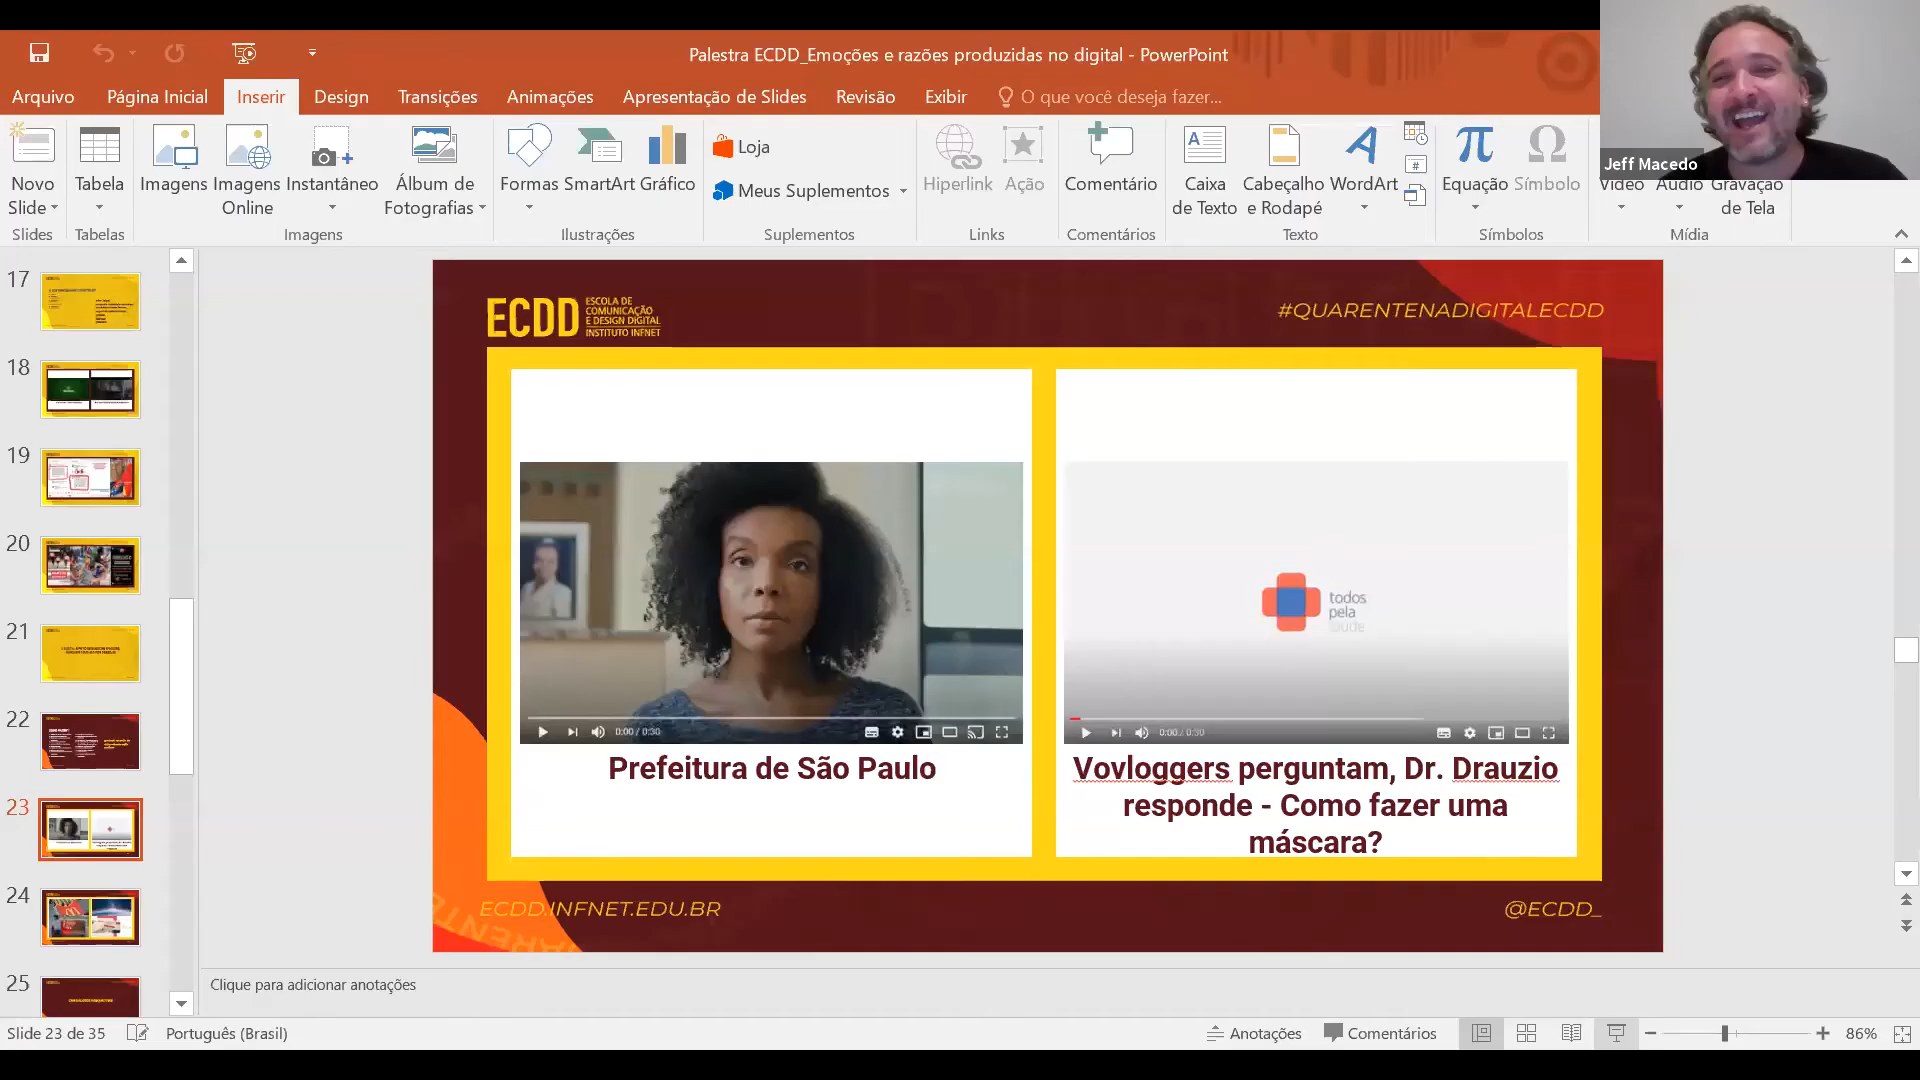 Palestra ECDD_Emoções e razões produzidas no digital - PowerPoint
Arquivo Página Inicial Inserir Design Transições Animações Apresentação de Slides Revisão Exibir O que você deseja fazer...
Jeff Macedo
Novo Slide
Tabela
Imagens
Imagens Online
Instantâneo
Álbum de Fotografias
Formas
SmartArt
Gráfico
Loja
Meus Suplementos
Hiperlink
Ação
Comentário
Caixa de Texto
Cabeçalho e Rodapé
WordArt
Equação
Símbolo
Vídeo
Áudio
Gravação de Tela
Slides Tabelas Imagens Ilustrações Suplementos Links Comentários Texto Símbolos Mídia
17
18
19
20
21
22
23
24
25
ECDD
ESCOLA DE
COMUNICAÇÃO
E DESIGN DIGITAL
INSTITUTO INFNET
#QUARENTENADIGITALECDD
0:00 / 0:30
Prefeitura de São Paulo
todos
pela
saúde
0:00 / 0:30
Vovloggers perguntam, Dr. Drauzio
responde - Como fazer uma
máscara?
ECDD.INFNET.EDU.BR
@ECDD_
Clique para adicionar anotações
Slide 23 de 35 Português (Brasil) Anotações Comentários 86%